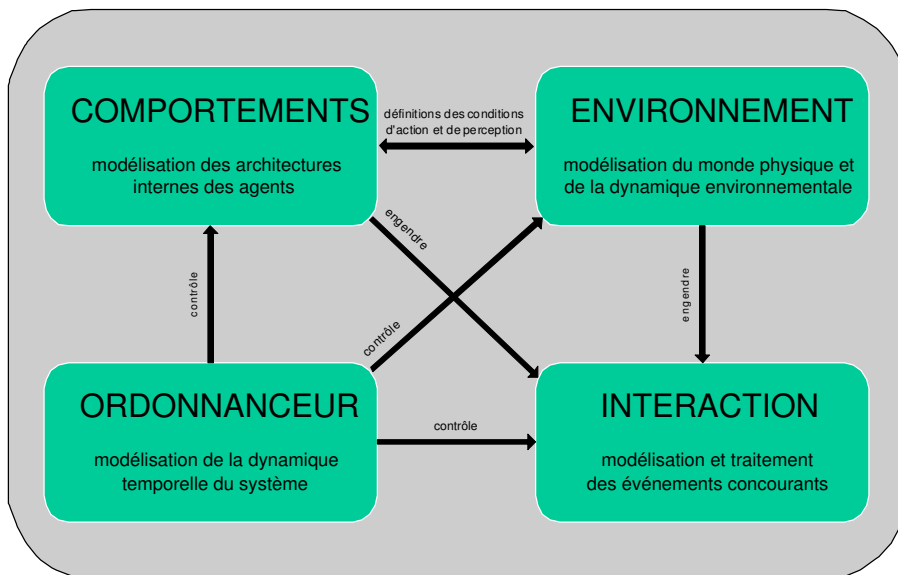 COMPORTEMENTS
modélisation des architectures
internes des agents
définitions des conditions
d'action et de perception
ENVIRONNEMENT
modélisation du monde physique et
de la dynamique environnementale
engendre
contrôle
contrôle
engendre
ORDONNANCEUR
modélisation de la dynamique
temporelle du système
contrôle
INTERACTION
modélisation et traitement
des événements concourants